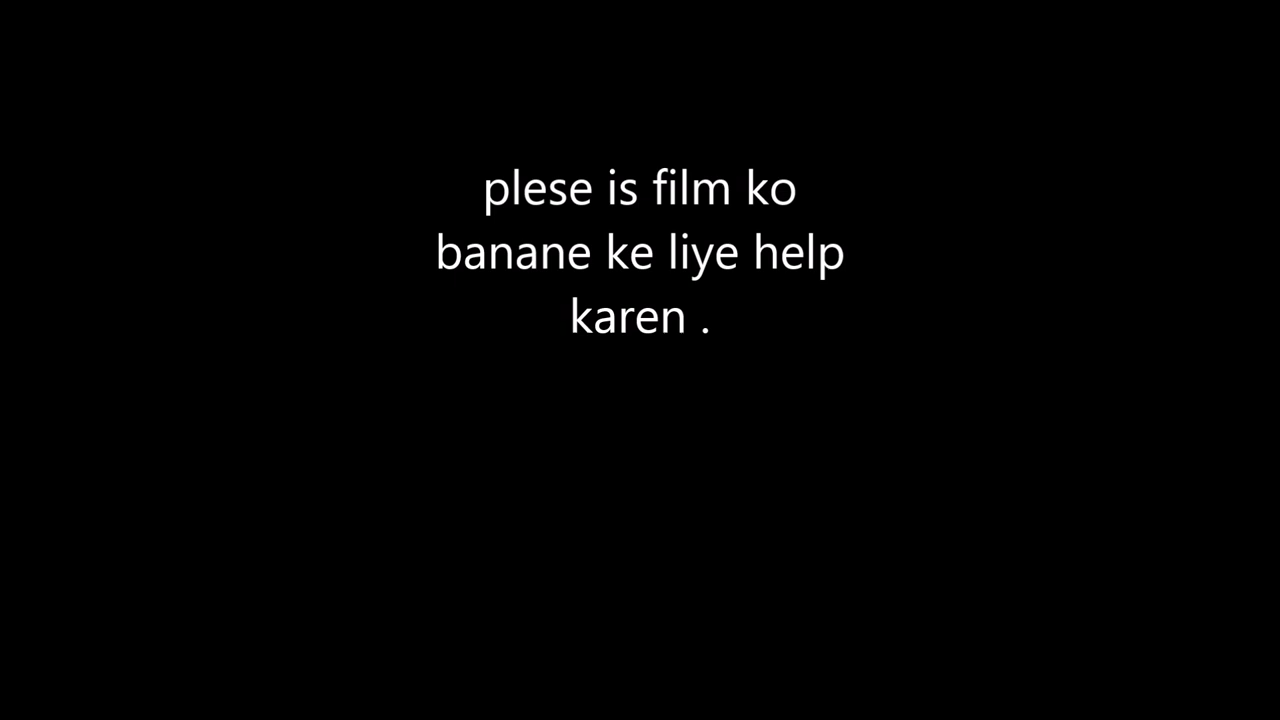 plese is film ko
banane ke liye help
karen .